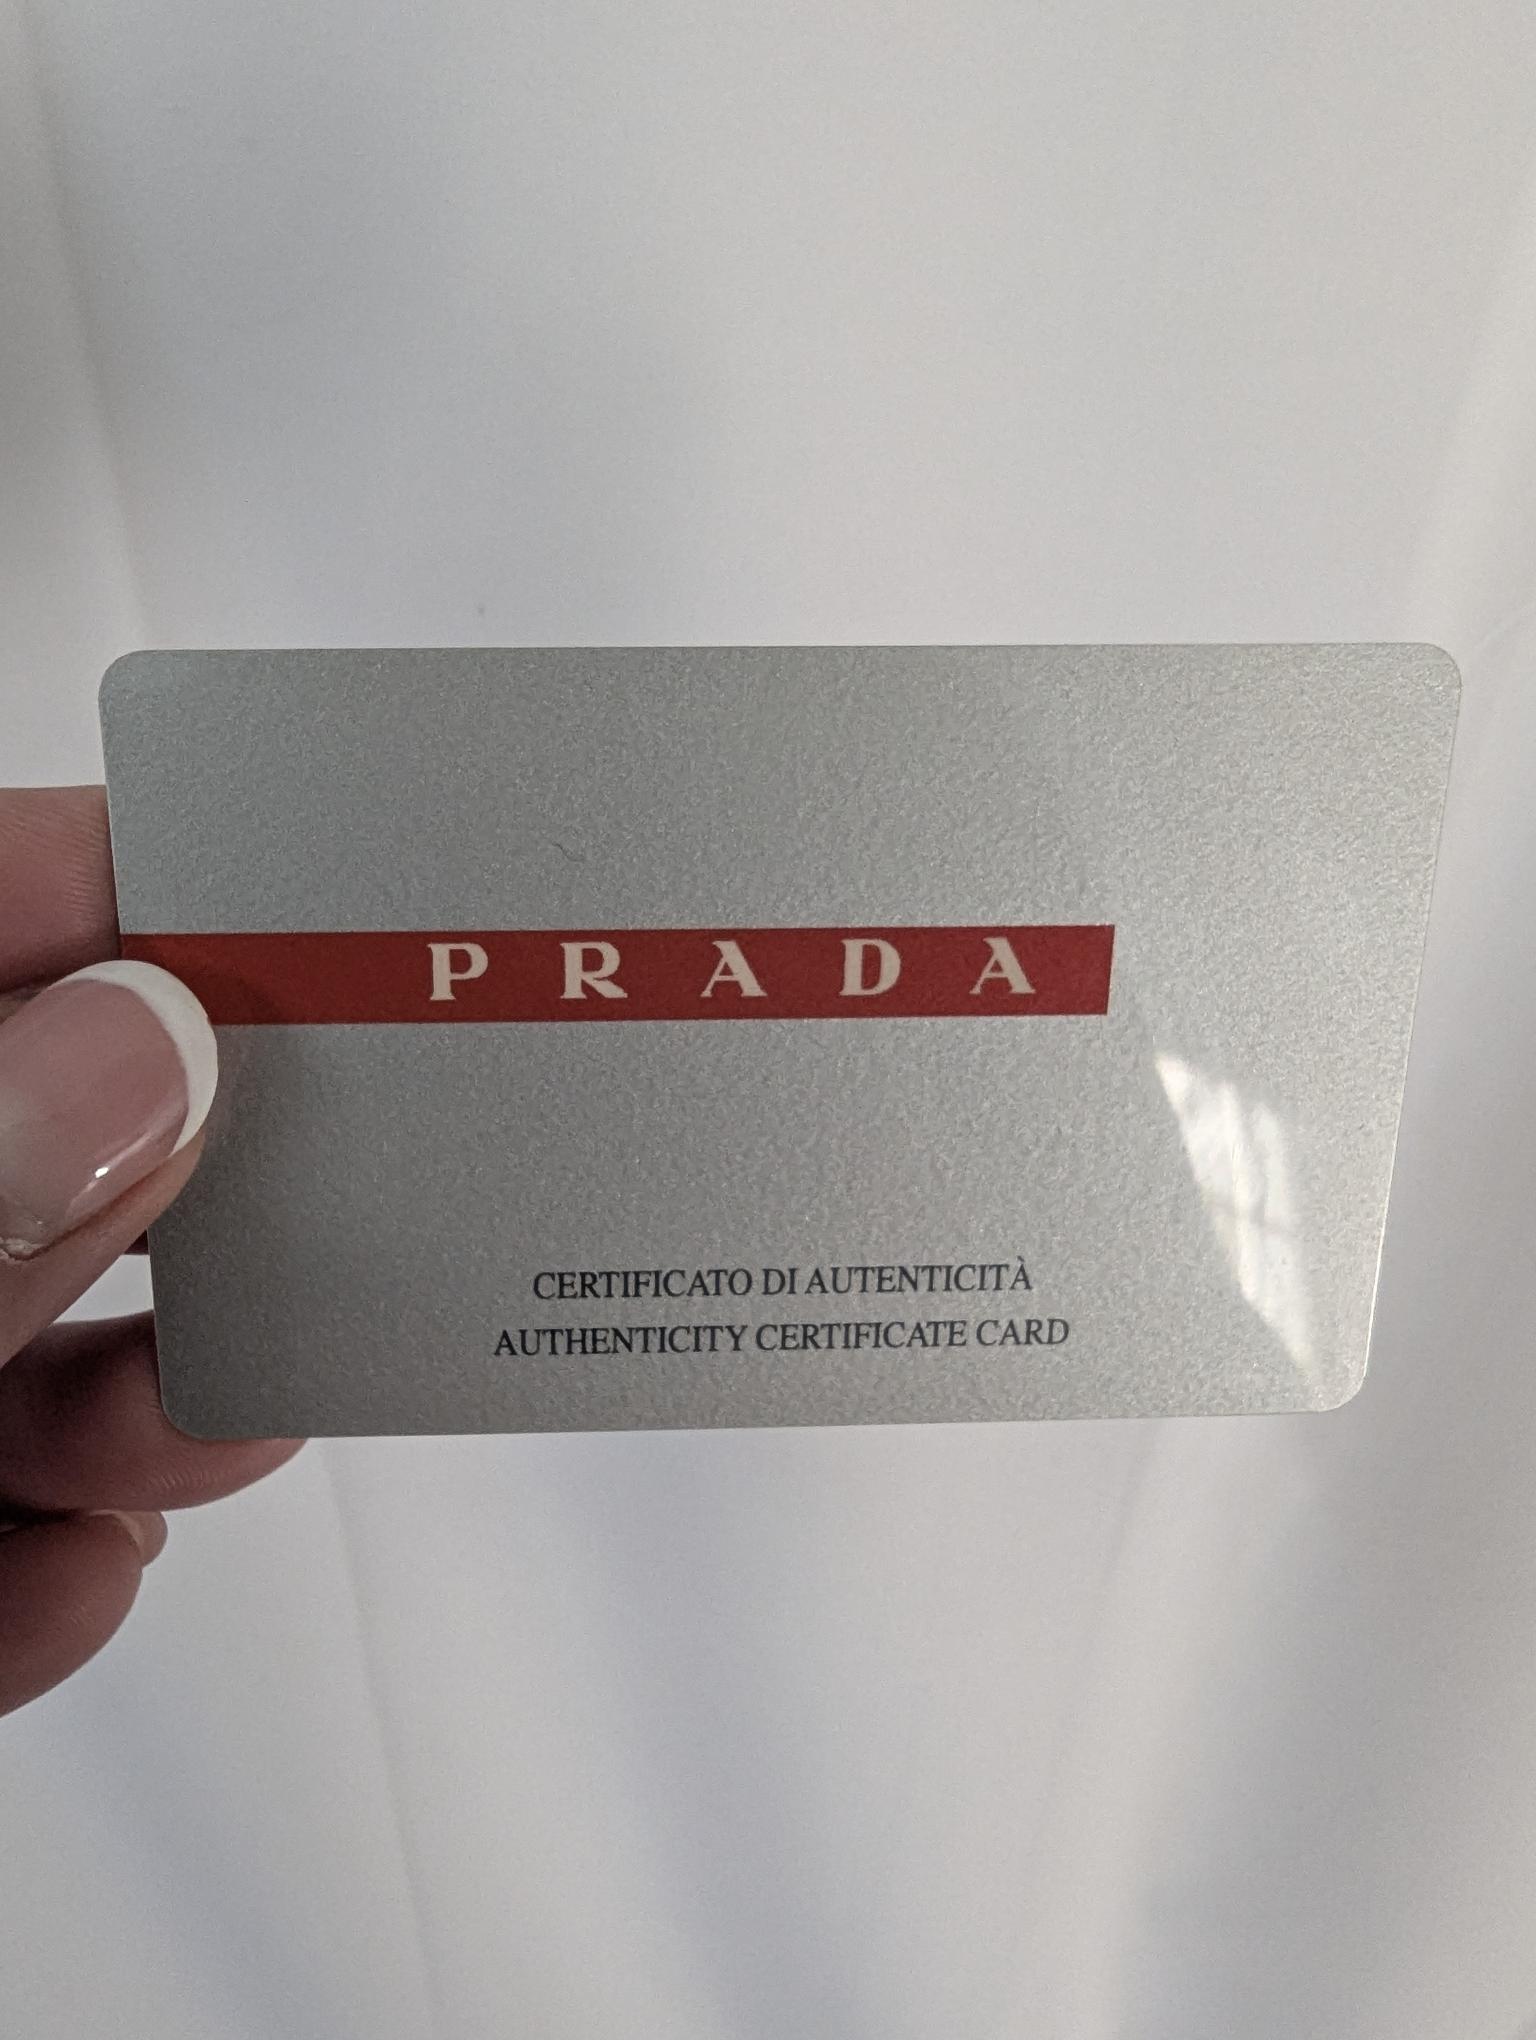 PRADA
CERTIFICATO DI AUTENTICITÀ
AUTHENTICITY CERTIFICATE CARD